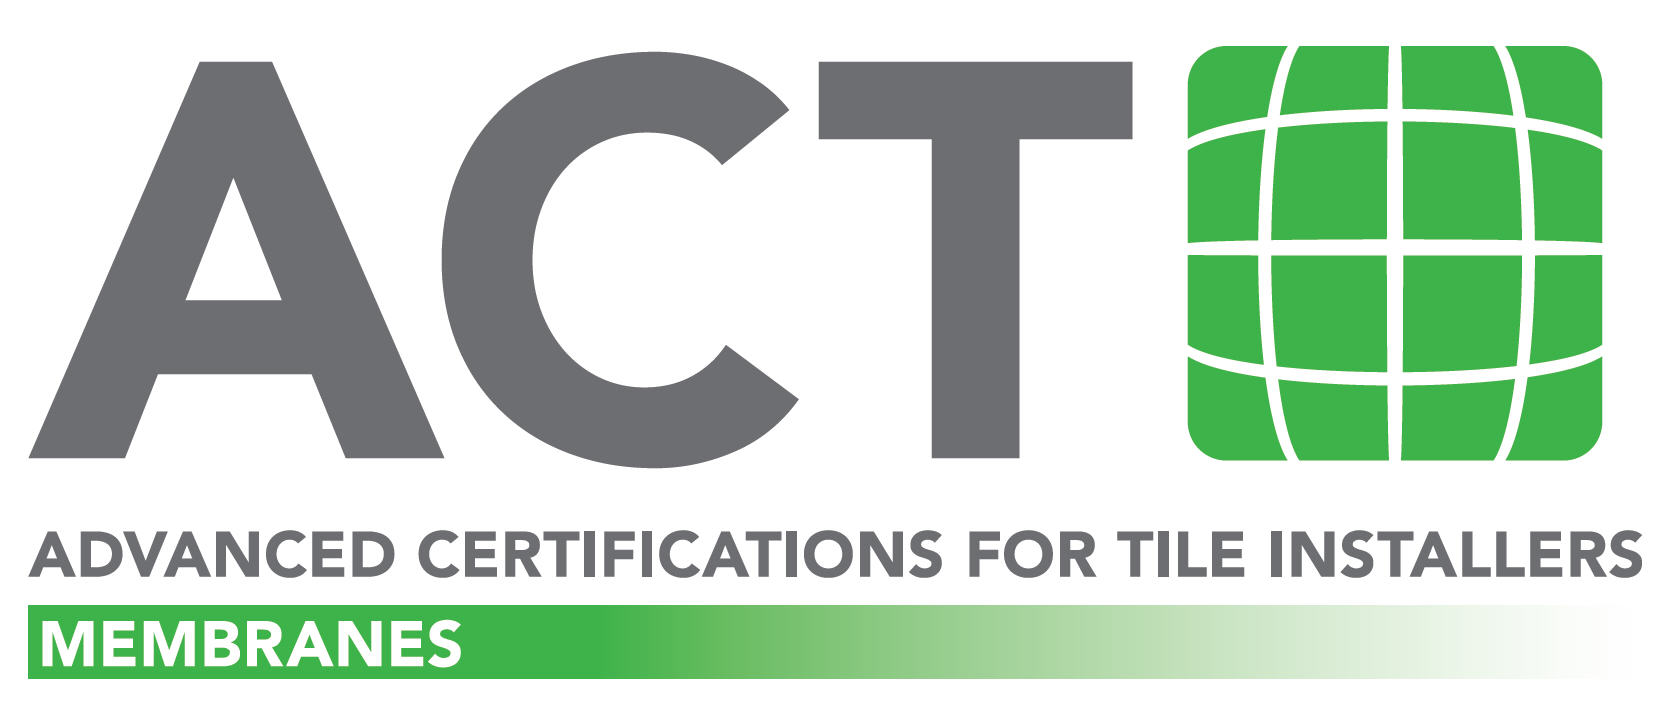 ACT
ADVANCED CERTIFICATIONS FOR TILE INSTALLERS
MEMBRANES